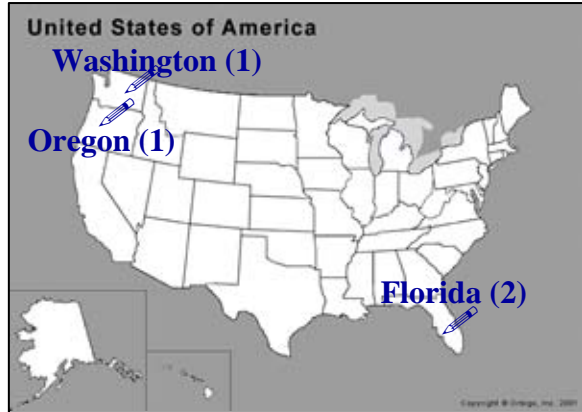 United States of America
Washington (1)
Oregon (1)
Florida (2)